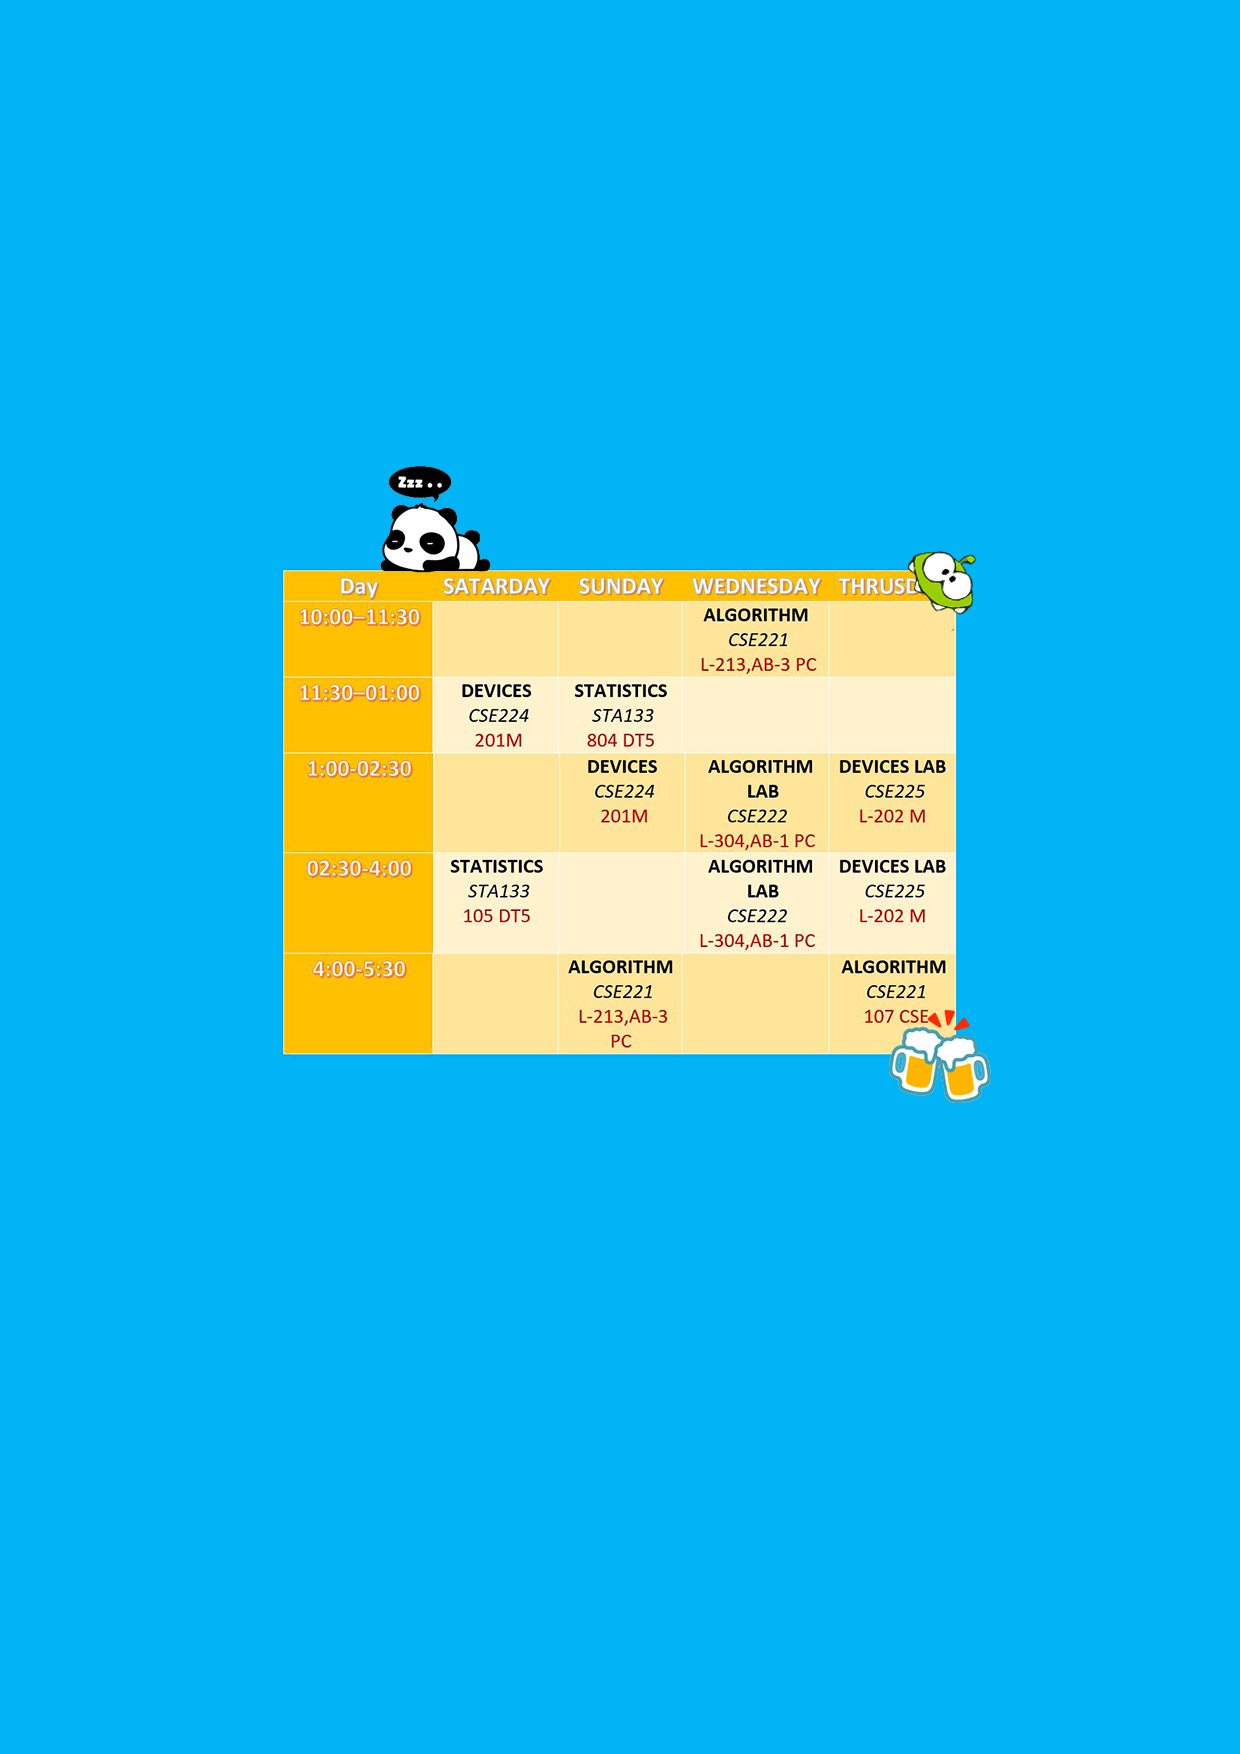 Zzz . .
Day SATARDAY SUNDAY WEDNESDAY
10:00–11:30 ALGORITHM
CSE221
L-213,AB-3 PC
11:30–01:00 DEVICES STATISTICS
CSE224 STA133
201M 804 DT5
1:00-02:30 DEVICES ALGORITHM DEVICES LAB
CSE224 LAB CSE225
201M CSE222 L-202 M
L-304,AB-1 PC
02:30-4:00 STATISTICS ALGORITHM DEVICES LAB
STA133 LAB CSE225
105 DT5 CSE222 L-202 M
L-304,AB-1 PC
4:00-5:30 ALGORITHM ALGORITHM
CSE221 CSE221
L-213,AB-3 107 CSE
PC